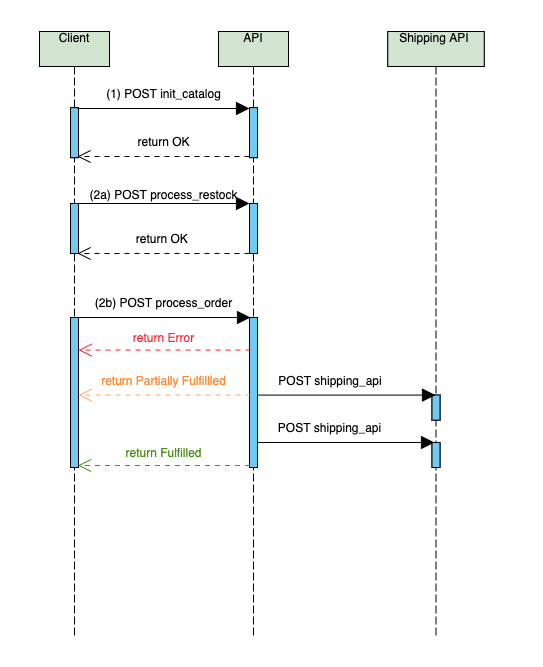 Client
API
Shipping API
(1) POST init_catalog
return OK
(2a) POST process_restock
return OK
(2b) POST process_order
return Error
return Partially Fulfillled
POST shipping_api
POST shipping_api
return Fulfilled